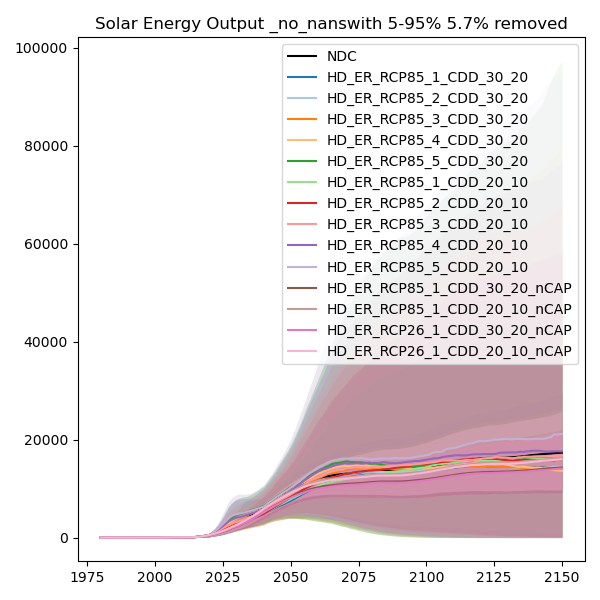 Solar Energy Output _no_nanswith 5-95% 5.7% removed
100000
80000
60000
40000
20000
0
NDC
HD_ER_RCP85_1_CDD_30_20
HD_ER_RCP85_2_CDD_30_20
HD_ER_RCP85_3_CDD_30_20
HD_ER_RCP85_4_CDD_30_20
HD_ER_RCP85_5_CDD_30_20
HD_ER_RCP85_1_CDD_20_10
HD_ER_RCP85_2_CDD_20_10
HD_ER_RCP85_3_CDD_20_10
HD_ER_RCP85_4_CDD_20_10
HD_ER_RCP85_5_CDD_20_10
HD_ER_RCP85_1_CDD_30_20_nCAP
HD_ER_RCP85_1_CDD_20_10_nCAP
HD_ER_RCP26_1_CDD_30_20_nCAP
HD_ER_RCP26_1_CDD_20_10_nCAP
1975 2000 2025 2050 2075 2100 2125 2150